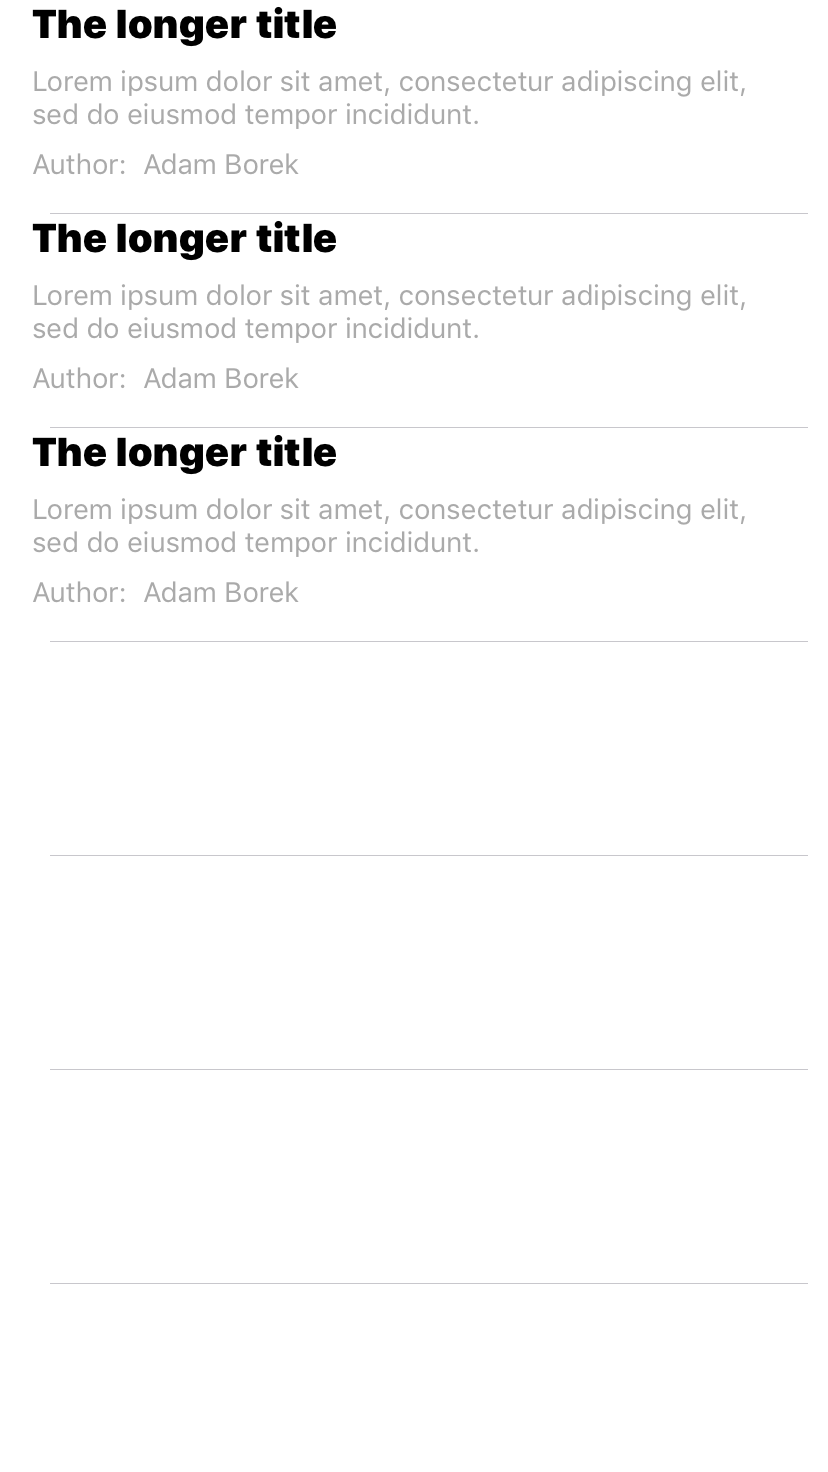 The longer title
Lorem ipsum dolor sit amet, consectetur adipiscing elit,
sed do eiusmod tempor incididunt.
Author: Adam Borek
The longer title
Lorem ipsum dolor sit amet, consectetur adipiscing elit,
sed do eiusmod tempor incididunt.
Author: Adam Borek
The longer title
Lorem ipsum dolor sit amet, consectetur adipiscing elit,
sed do eiusmod tempor incididunt.
Author: Adam Borek